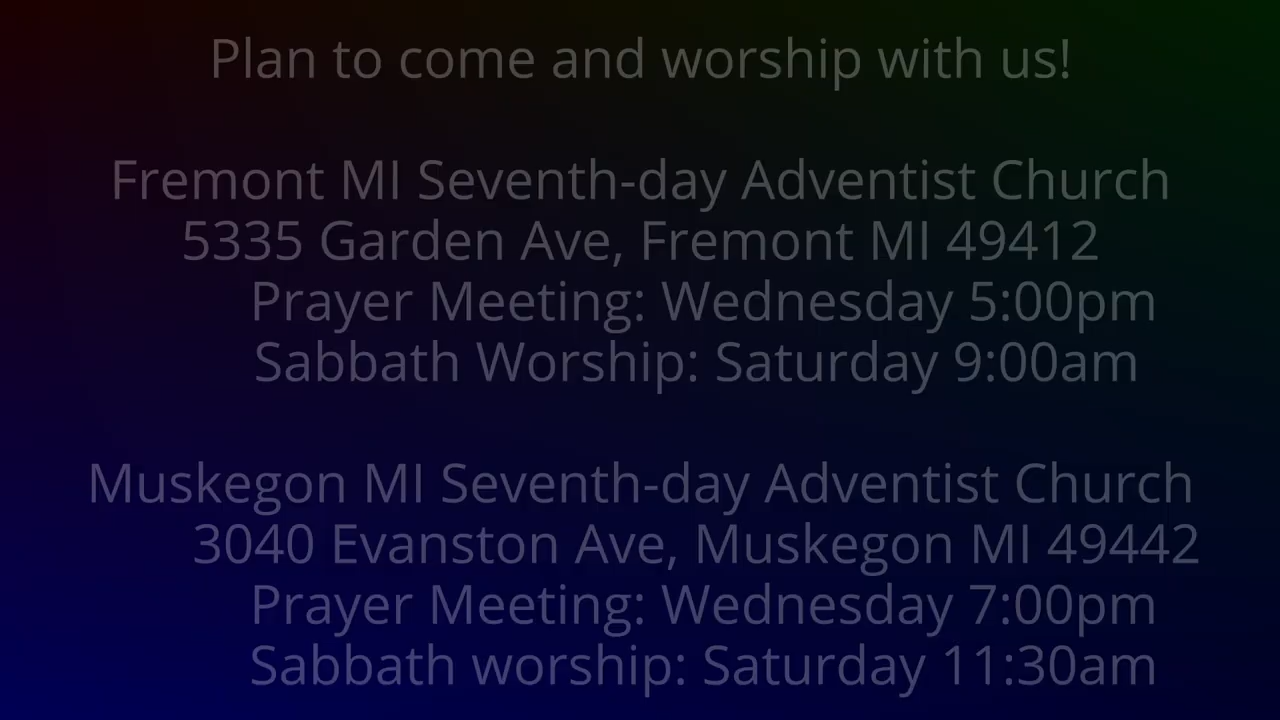 Plan to come and worship with us!
Fremont MI Seventh-day Adventist Church
5335 Garden Ave, Fremont MI 49412
Prayer Meeting: Wednesday 5:00pm
Sabbath Worship: Saturday 9:00am
Muskegon MI Seventh-day Adventist Church
3040 Evanston Ave, Muskegon MI 49442
Prayer Meeting: Wednesday 7:00pm
Sabbath worship: Saturday 11:30am